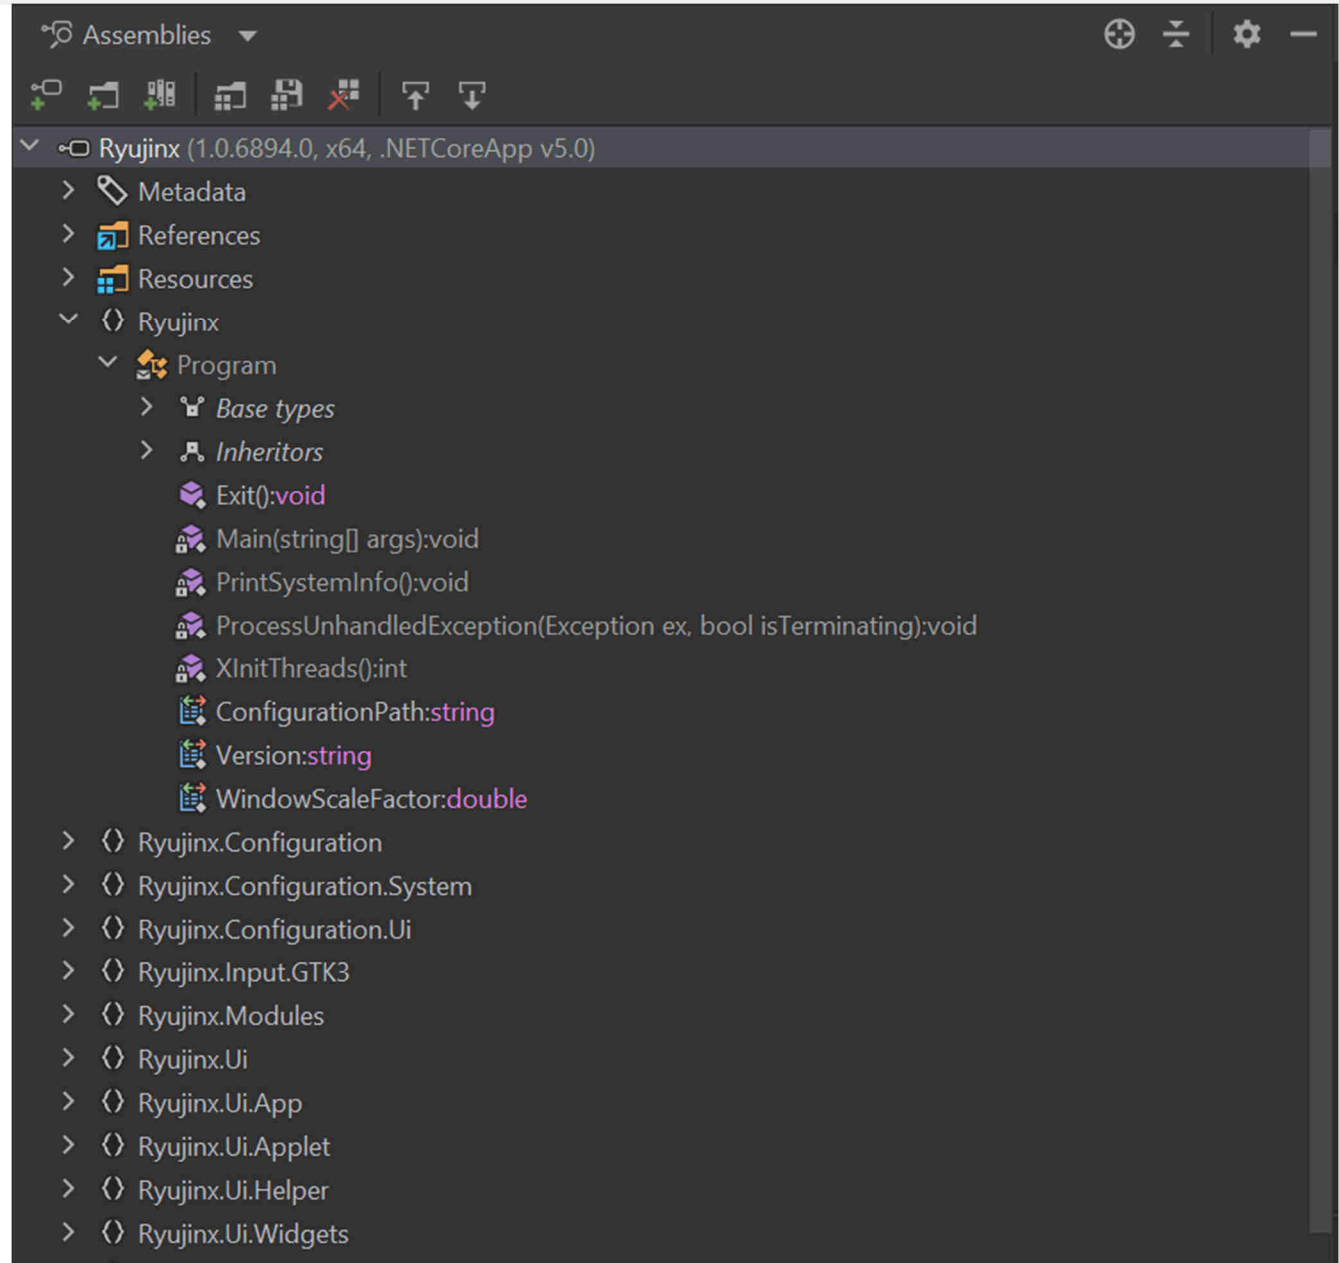 Assemblies
Ryujinx (1.0.6894.0, x64, .NETCoreApp v5.0)
Metadata
References
Resources
Ryujinx
Program
Base types
Inheritors
Exit():void
Main(string[] args):void
PrintSystemInfo():void
ProcessUnhandledException(Exception ex, bool isTerminating):void
XInitThreads():int
ConfigurationPath:string
Version:string
WindowScaleFactor:double
Ryujinx.Configuration
Ryujinx.Configuration.System
Ryujinx.Configuration.Ui
Ryujinx.Input.GTK3
Ryujinx.Modules
Ryujinx.Ui
Ryujinx.Ui.App
Ryujinx.Ui.Applet
Ryujinx.Ui.Helper
Ryujinx.Ui.Widgets